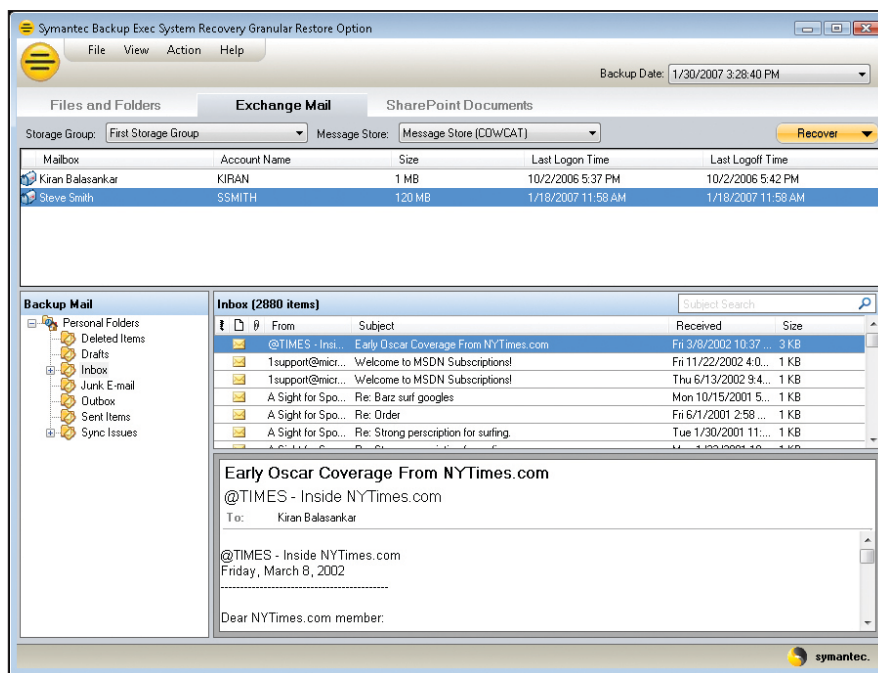 Symantec Backup Exec System Recovery Granular Restore Option
File View Action Help
Backup Date: 1/30/2007 3:28:40 PM
Files and Folders Exchange Mail SharePoint Documents
Storage Group: First Storage Group Message Store: Message Store (COWCAT) Recover
Mailbox Account Name Size Last Logon Time Last Logoff Time
Kiran Balasankar KIRAN 1 MB 10/2/2006 5:37 PM 10/2/2006 5:42 PM
Steve Smith SSMITH 120 MB 1/18/2007 11:58 AM 1/18/2007 11:58 AM
Backup Mail
Personal Folders
Deleted Items
Drafts
Inbox
Junk E-mail
Outbox
Sent Items
Sync Issues
Inbox (2880 items) Subject Search
From Subject Received Size
@TIMES - Insi... Early Oscar Coverage From NYTimes.com Fri 3/8/2002 10:37 ... 3 KB
1support@micr... Welcome to MSDN Subscriptions! Fri 11/22/2002 4:0... 1 KB
1support@micr... Welcome to MSDN Subscriptions! Thu 6/13/2002 9:4... 1 KB
A Sight for Spo... Re: Barz surf googles Mon 10/15/2001 5... 1 KB
A Sight for Spo... Re: Order Fri 6/1/2001 2:58 ... 1 KB
A Sight for Spo... Re: Strong perscription for surfing. Tue 1/30/2001 11:... 1 KB
Early Oscar Coverage From NYTimes.com
@TIMES - Inside NYTimes.com
To: Kiran Balasankar
@TIMES - Inside NYTimes.com
Friday, March 8, 2002
-------------------------------------------
Dear NYTimes.com member:
symantec.